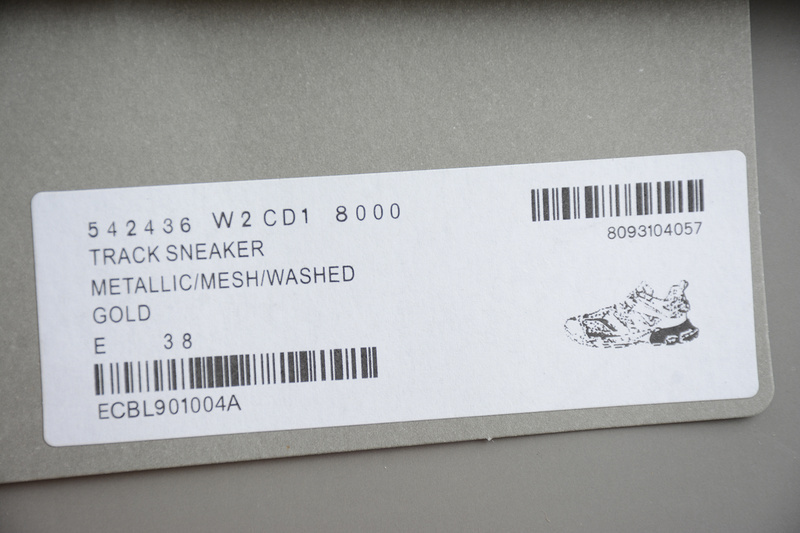 542436 W2CD1 8000
TRACK SNEAKER
METALLIC/MESH/WASHED
GOLD
E 38
ECBL901004A
8093104057